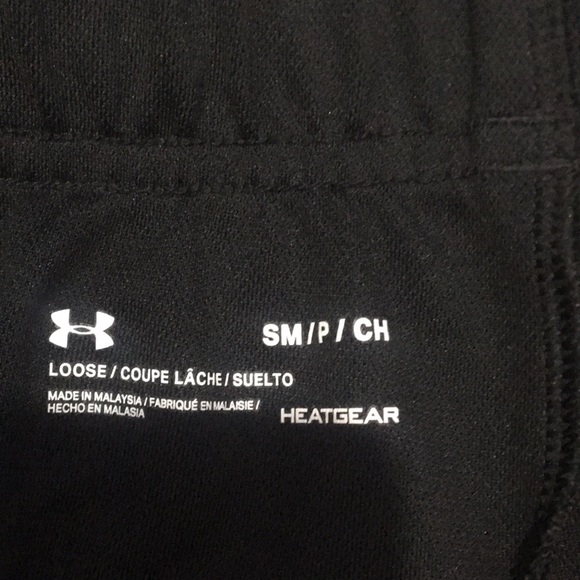 SM/P/CH
LOOSE / COUPE LÂCHE / SUELTO
MADE IN MALAYSIA / FABRIQUÉ EN MALAISIE /
HECHO EN MALASIA
HEATGEAR